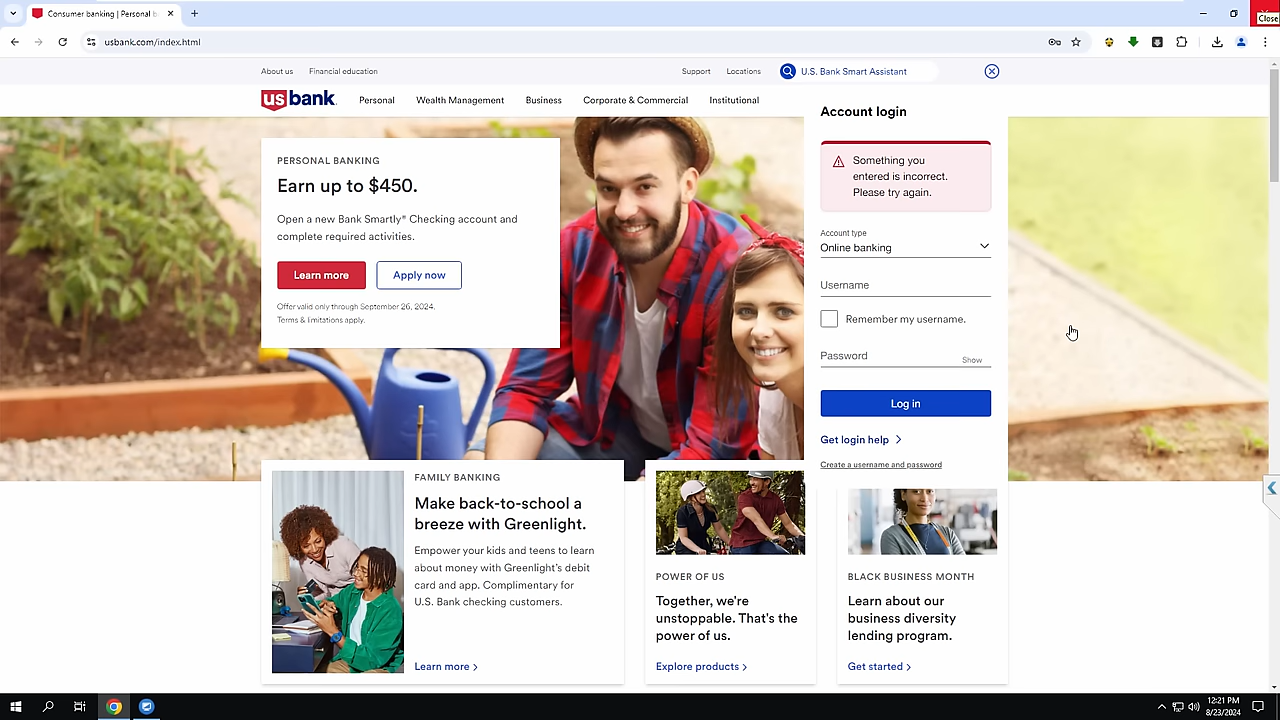 Consumer banking | Personal b
Close
usbank.com/index.html
About us
Financial education
Support
Locations
U.S. Bank Smart Assistant
usbank.
Personal
Wealth Management
Business
Corporate & Commercial
Institutional
PERSONAL BANKING
Earn up to $450.
Open a new Bank Smartly® Checking account and
complete required activities.
Learn more
Apply now
Offer valid only through September 26, 2024.
Terms & limitations apply.
Account login
Something you
entered is incorrect.
Please try again.
Account type
Online banking
Username
Remember my username.
Password
Show
Log in
Get login help
Create a username and password
FAMILY BANKING
Make back-to-school a
breeze with Greenlight.
Empower your kids and teens to learn
about money with Greenlight's debit
card and app. Complimentary for
U.S. Bank checking customers.
Learn more
POWER OF US
Together, we're
unstoppable. That's the
power of us.
Explore products
BLACK BUSINESS MONTH
Learn about our
business diversity
lending program.
Get started
12:21 PM
8/23/2024